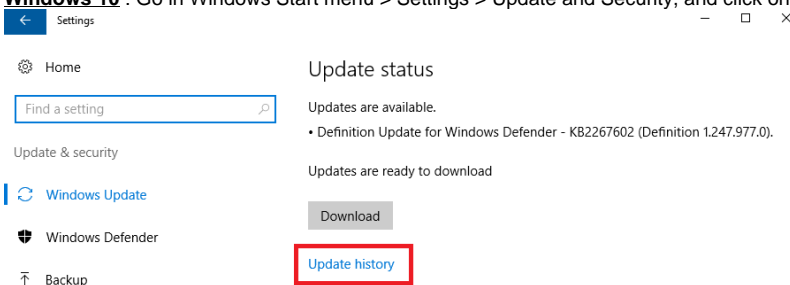 Windows 10 : Go in Windows Start menu > Settings > Update and Security, and click on
Settings
Home
Find a setting
Update & security
Windows Update
Windows Defender
Backup
Update status
Updates are available.
• Definition Update for Windows Defender - KB2267602 (Definition 1.247.977.0).
Updates are ready to download
Download
Update history